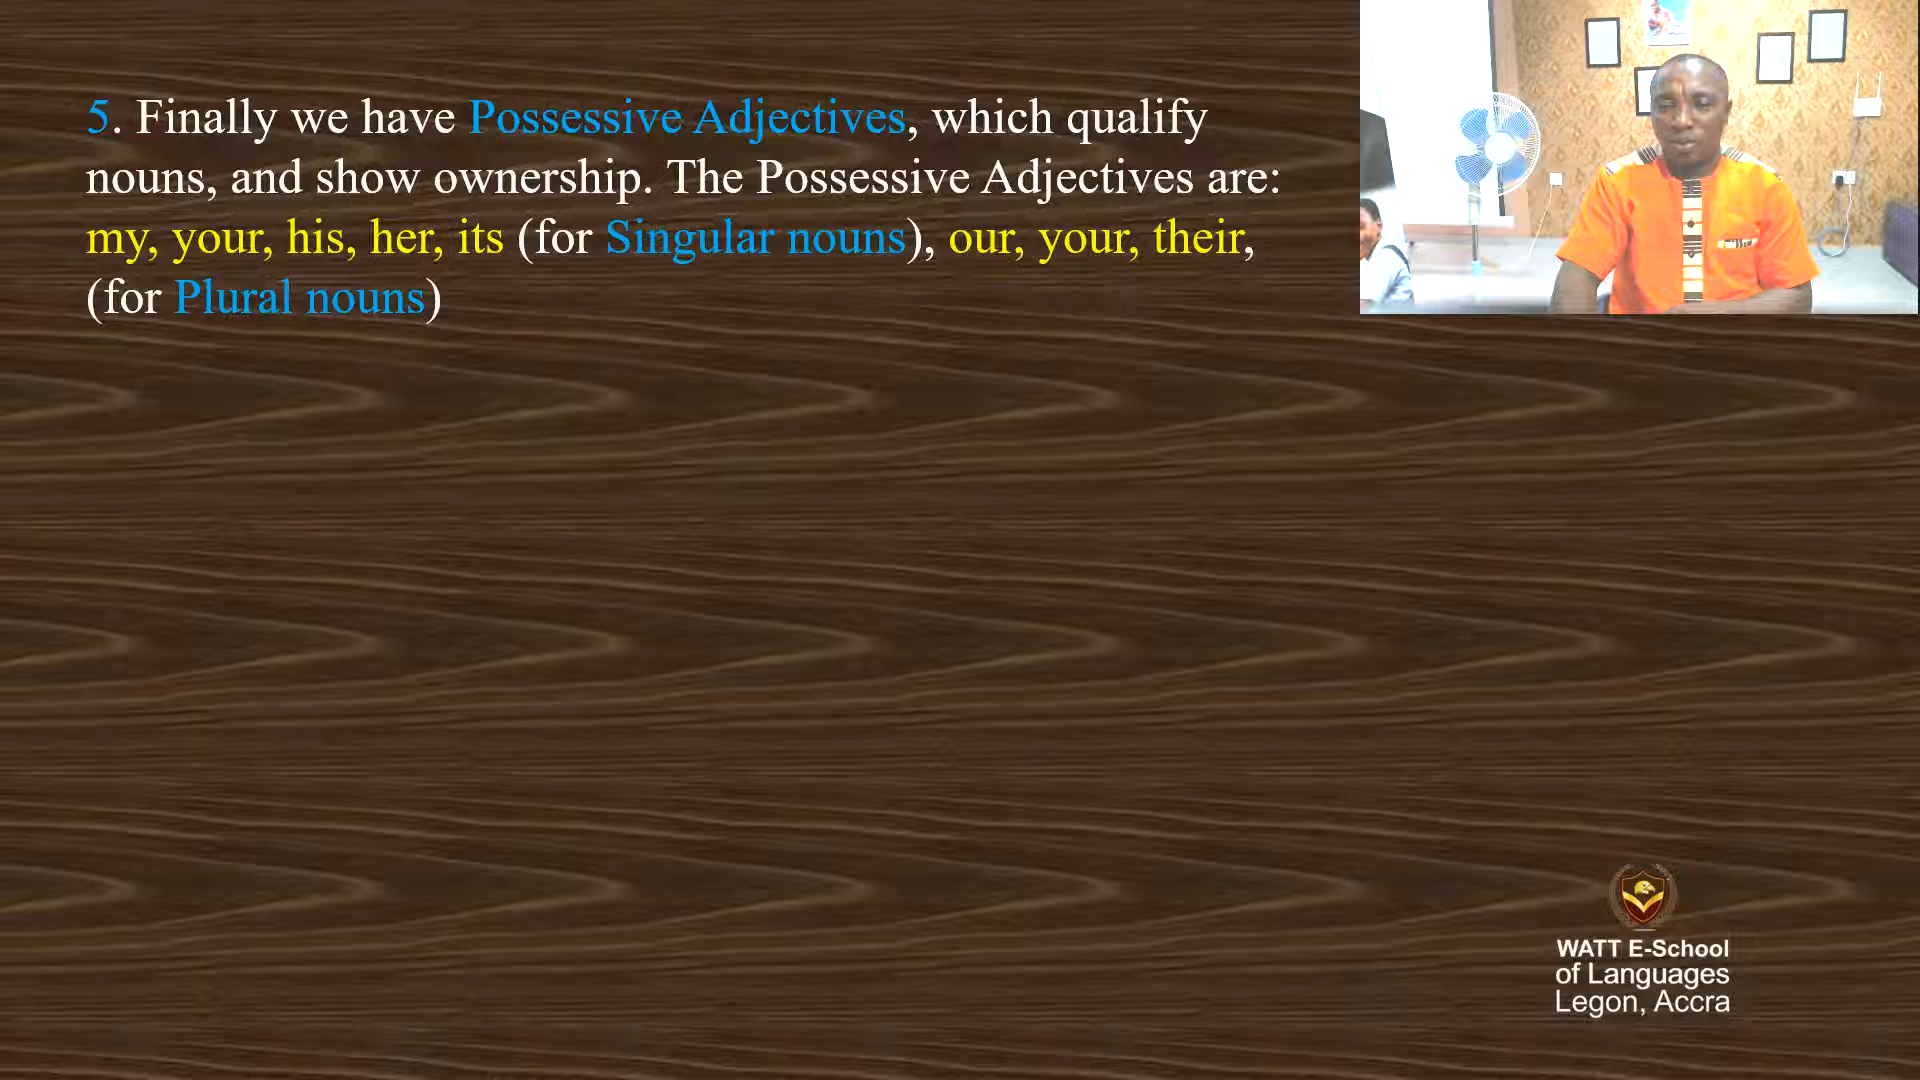 5. Finally we have Possessive Adjectives, which qualify
nouns, and show ownership. The Possessive Adjectives are:
my, your, his, her, its (for Singular nouns), our, your, their,
(for Plural nouns)
WATT E-School
of Languages
Legon, Accra